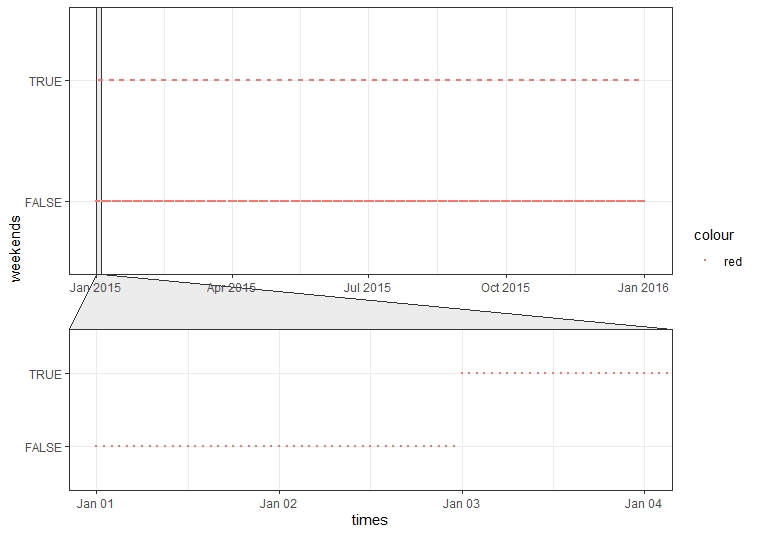 TRUE
FALSE
weekends
Jan 2015 Apr 2015 Jul 2015 Oct 2015 Jan 2016
colour
red
TRUE
FALSE
Jan 01 Jan 02 Jan 03 Jan 04
times